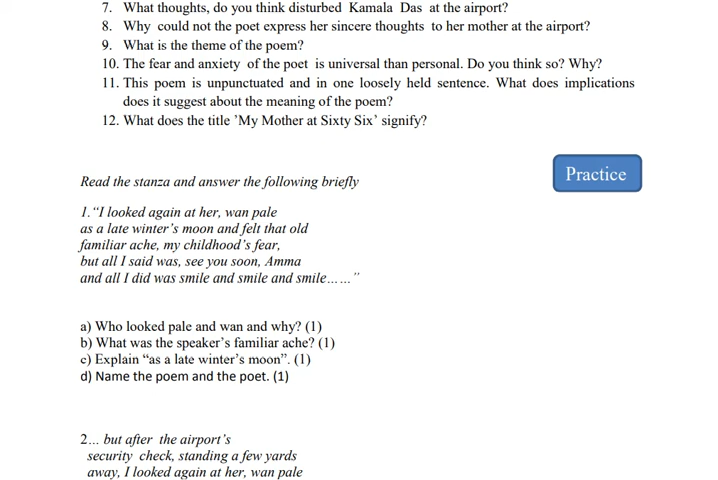 7. What thoughts, do you think disturbed Kamala Das at the airport?
8. Why could not the poet express her sincere thoughts to her mother at the airport?
9. What is the theme of the poem?
10. The fear and anxiety of the poet is universal than personal. Do you think so? Why?
11. This poem is unpunctuated and in one loosely held sentence. What does implications
does it suggest about the meaning of the poem?
12. What does the title ’My Mother at Sixty Six’ signify?
Practice
Read the stanza and answer the following briefly
1.“I looked again at her, wan pale
as a late winter’s moon and felt that old
familiar ache, my childhood’s fear,
but all I said was, see you soon, Amma
and all I did was smile and smile and smile……”
a) Who looked pale and wan and why? (1)
b) What was the speaker’s familiar ache? (1)
c) Explain “as a late winter’s moon”. (1)
d) Name the poem and the poet. (1)
2… but after the airport’s
security check, standing a few yards
away, I looked again at her, wan pale